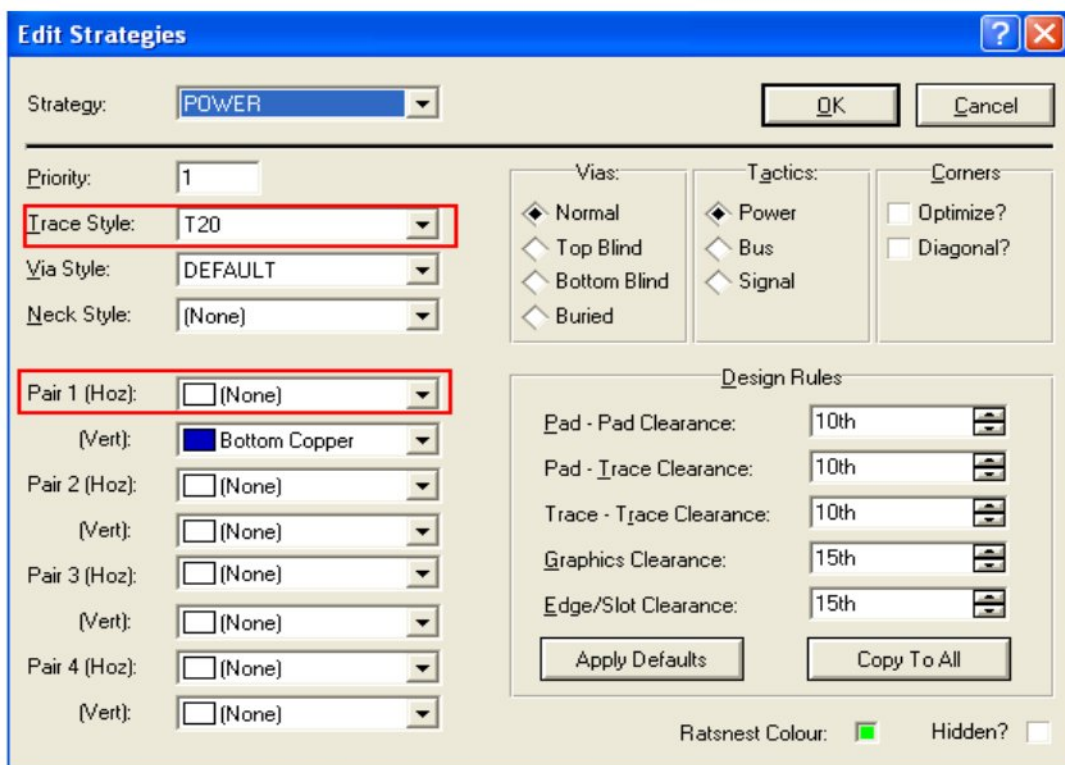 Edit Strategies
Strategy: POWER
OK Cancel
Priority: 1
Trace Style: T20
Via Style: DEFAULT
Neck Style: (None)
Pair 1 (Hoz): (None)
(Vert): Bottom Copper
Pair 2 (Hoz): (None)
(Vert): (None)
Pair 3 (Hoz): (None)
(Vert): (None)
Pair 4 (Hoz): (None)
(Vert): (None)
Vias:
Normal
Top Blind
Bottom Blind
Buried
Tactics:
Power
Bus
Signal
Corners
Optimize?
Diagonal?
Design Rules
Pad - Pad Clearance: 10th
Pad - Trace Clearance: 10th
Trace - Trace Clearance: 10th
Graphics Clearance: 15th
Edge/Slot Clearance: 15th
Apply Defaults Copy To All
Ratsnest Colour: Hidden?